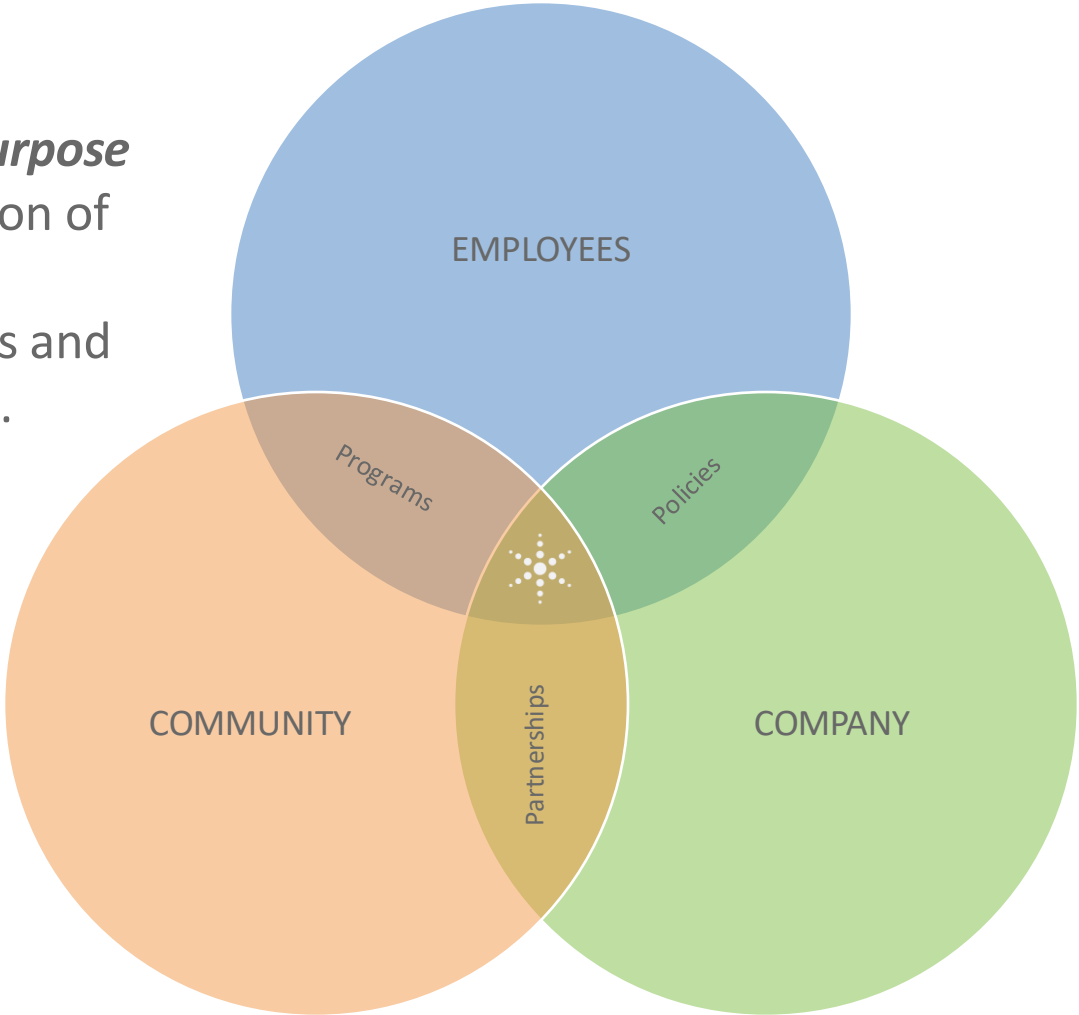 urpose
on of
s and
.
EMPLOYEES
Programs
Policies
COMMUNITY
COMPANY
Partnerships